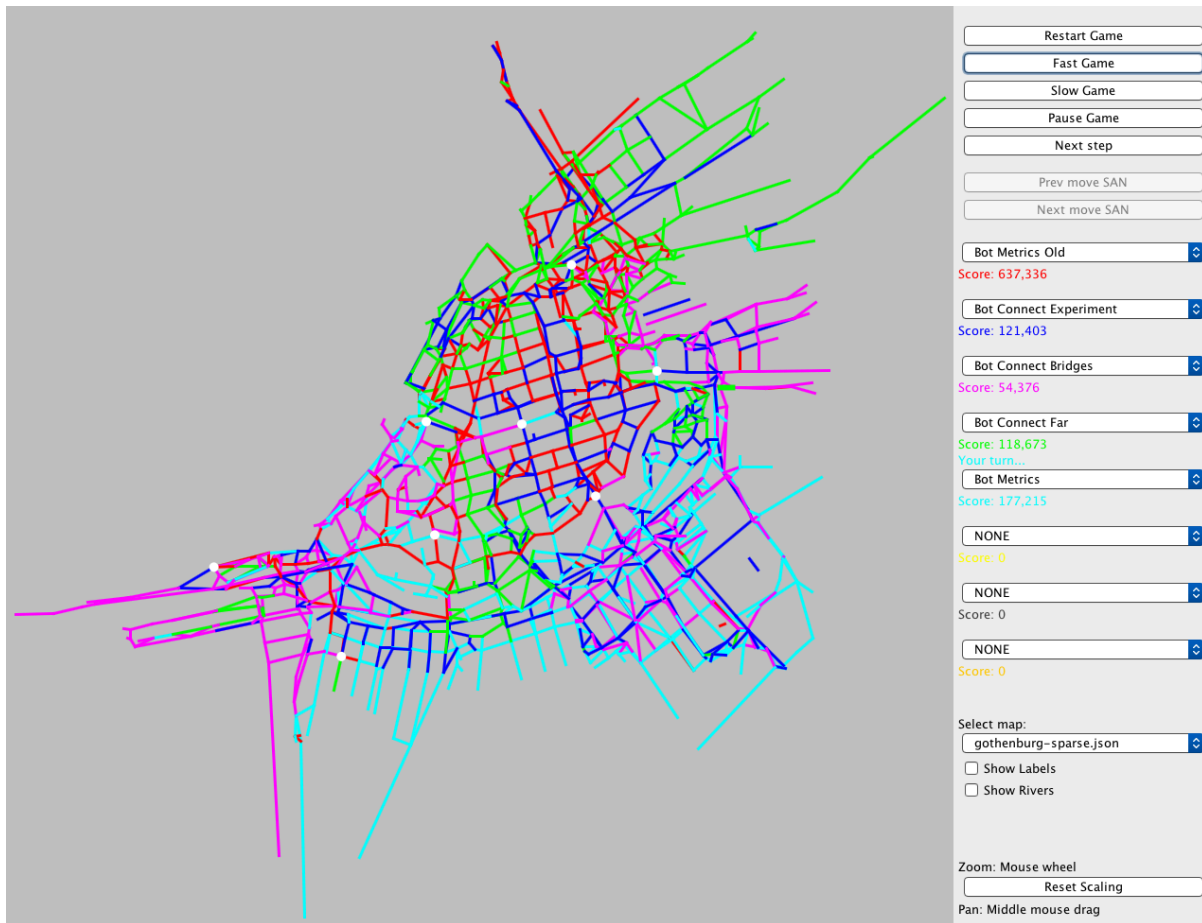 Restart Game
Fast Game
Slow Game
Pause Game
Next step
Prev move SAN
Next move SAN
Bot Metrics Old
Score: 637,336
Bot Connect Experiment
Score: 121,403
Bot Connect Bridges
Score: 54,376
Bot Connect Far
Score: 118,673
Your turn...
Bot Metrics
Score: 177,215
NONE
Score: 0
NONE
Score: 0
NONE
Score: 0
Select map:
gothenburg-sparse.json
Show Labels
Show Rivers
Zoom: Mouse wheel
Reset Scaling
Pan: Middle mouse drag